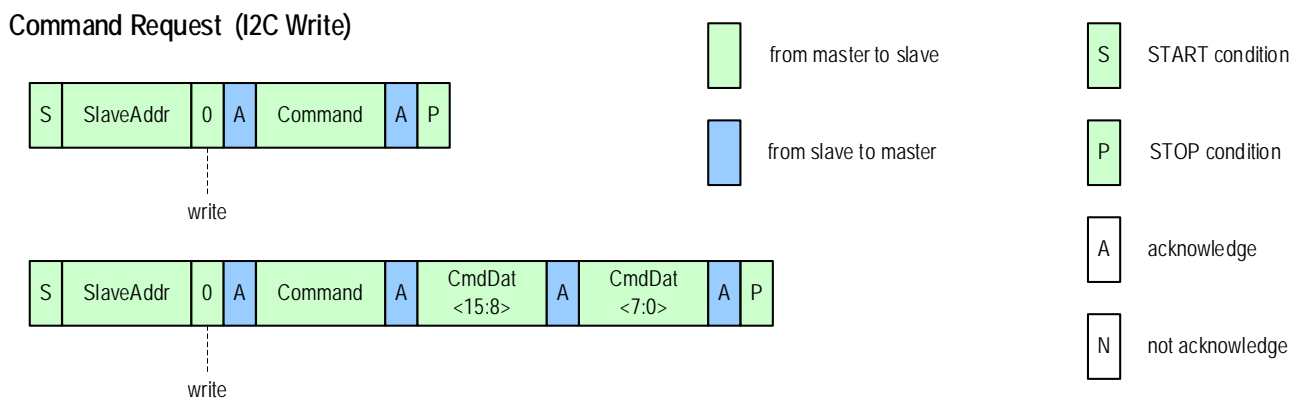 Command Request (I2C Write)
from master to slave
S
START condition
S SlaveAddr 0 A Command A P
from slave to master
P
STOP condition
write
A
acknowledge
S SlaveAddr 0 A Command A CmdDat <15:8> A CmdDat <7:0> A P
N
not acknowledge
write